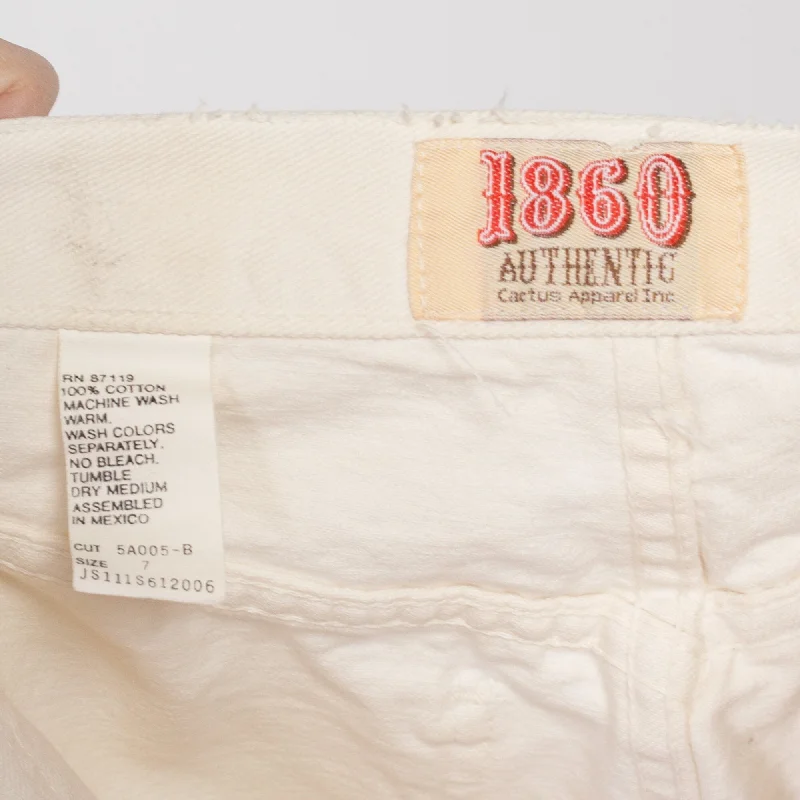 1860
AUTHENTIC
Cactus Apparel Inc
RN 87119
100% COTTON
MACHINE WASH
WARM.
WASH COLORS
SEPARATELY.
NO BLEACH.
TUMBLE
DRY MEDIUM
ASSEMBLED
IN MEXICO
CUT 5A005-B
SIZE 7
JS111S612006